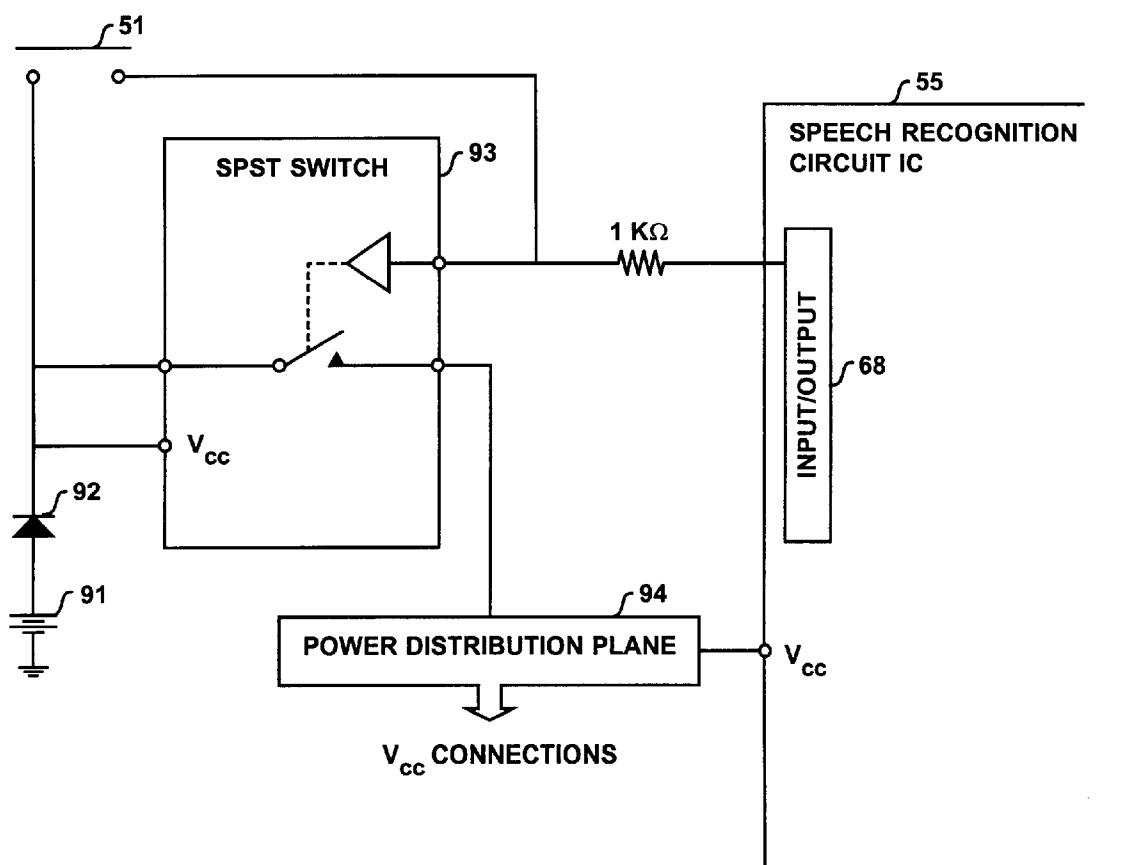 51
55
SPEECH RECOGNITION
CIRCUIT IC
93
SPST SWITCH
1 KΩ
INPUT/OUTPUT
68
VCC
92
91
94
POWER DISTRIBUTION PLANE
VCC
VCC CONNECTIONS